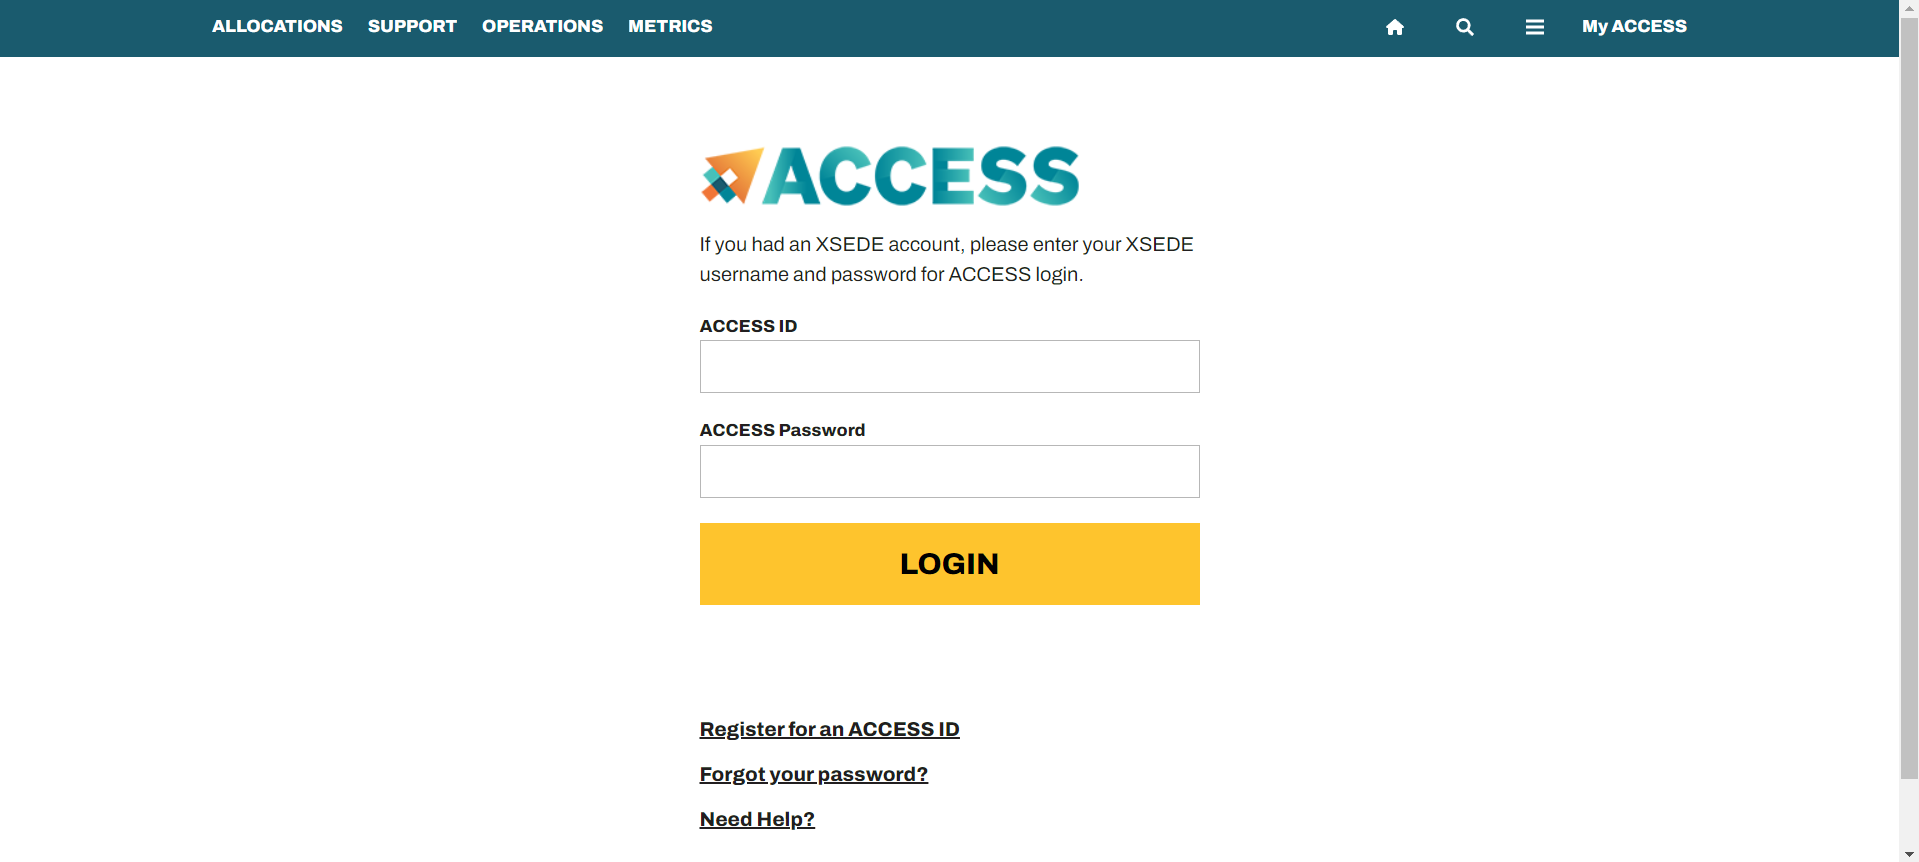 ALLOCATIONS SUPPORT OPERATIONS METRICS My ACCESS
ACCESS
If you had an XSEDE account, please enter your XSEDE
username and password for ACCESS login.
ACCESS ID
ACCESS Password
LOGIN
Register for an ACCESS ID
Forgot your password?
Need Help?